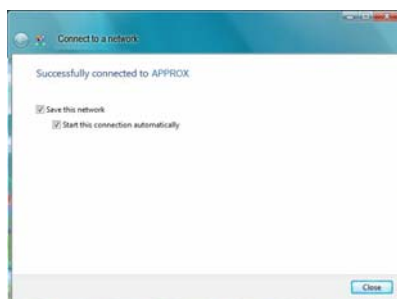 Connect to a network
Successfully connected to APPROX
Save this network
Start this connection automatically
Close